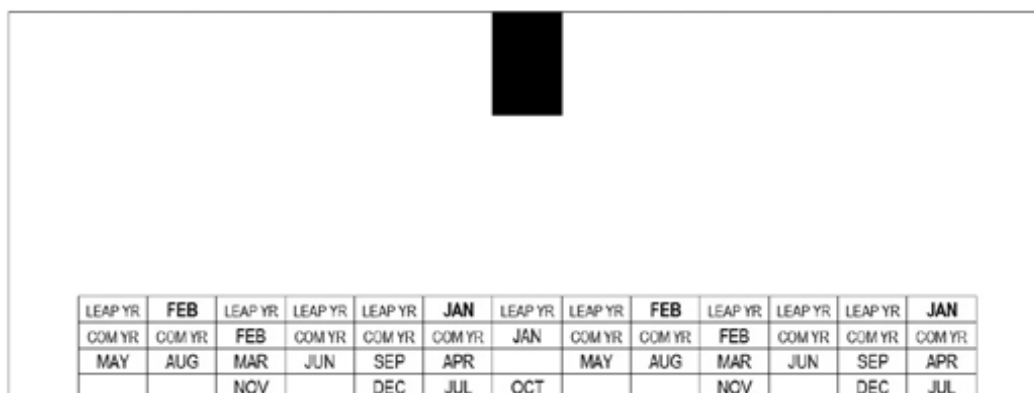 LEAP YR FEB LEAP YR LEAP YR LEAP YR JAN LEAP YR LEAP YR FEB LEAP YR LEAP YR LEAP YR JAN
COM YR COM YR FEB COM YR COM YR COM YR JAN COM YR COM YR FEB COM YR COM YR COM YR
MAY AUG MAR JUN SEP APR MAY AUG MAR JUN SEP APR
NOV DEC JUL OCT NOV DEC JUL